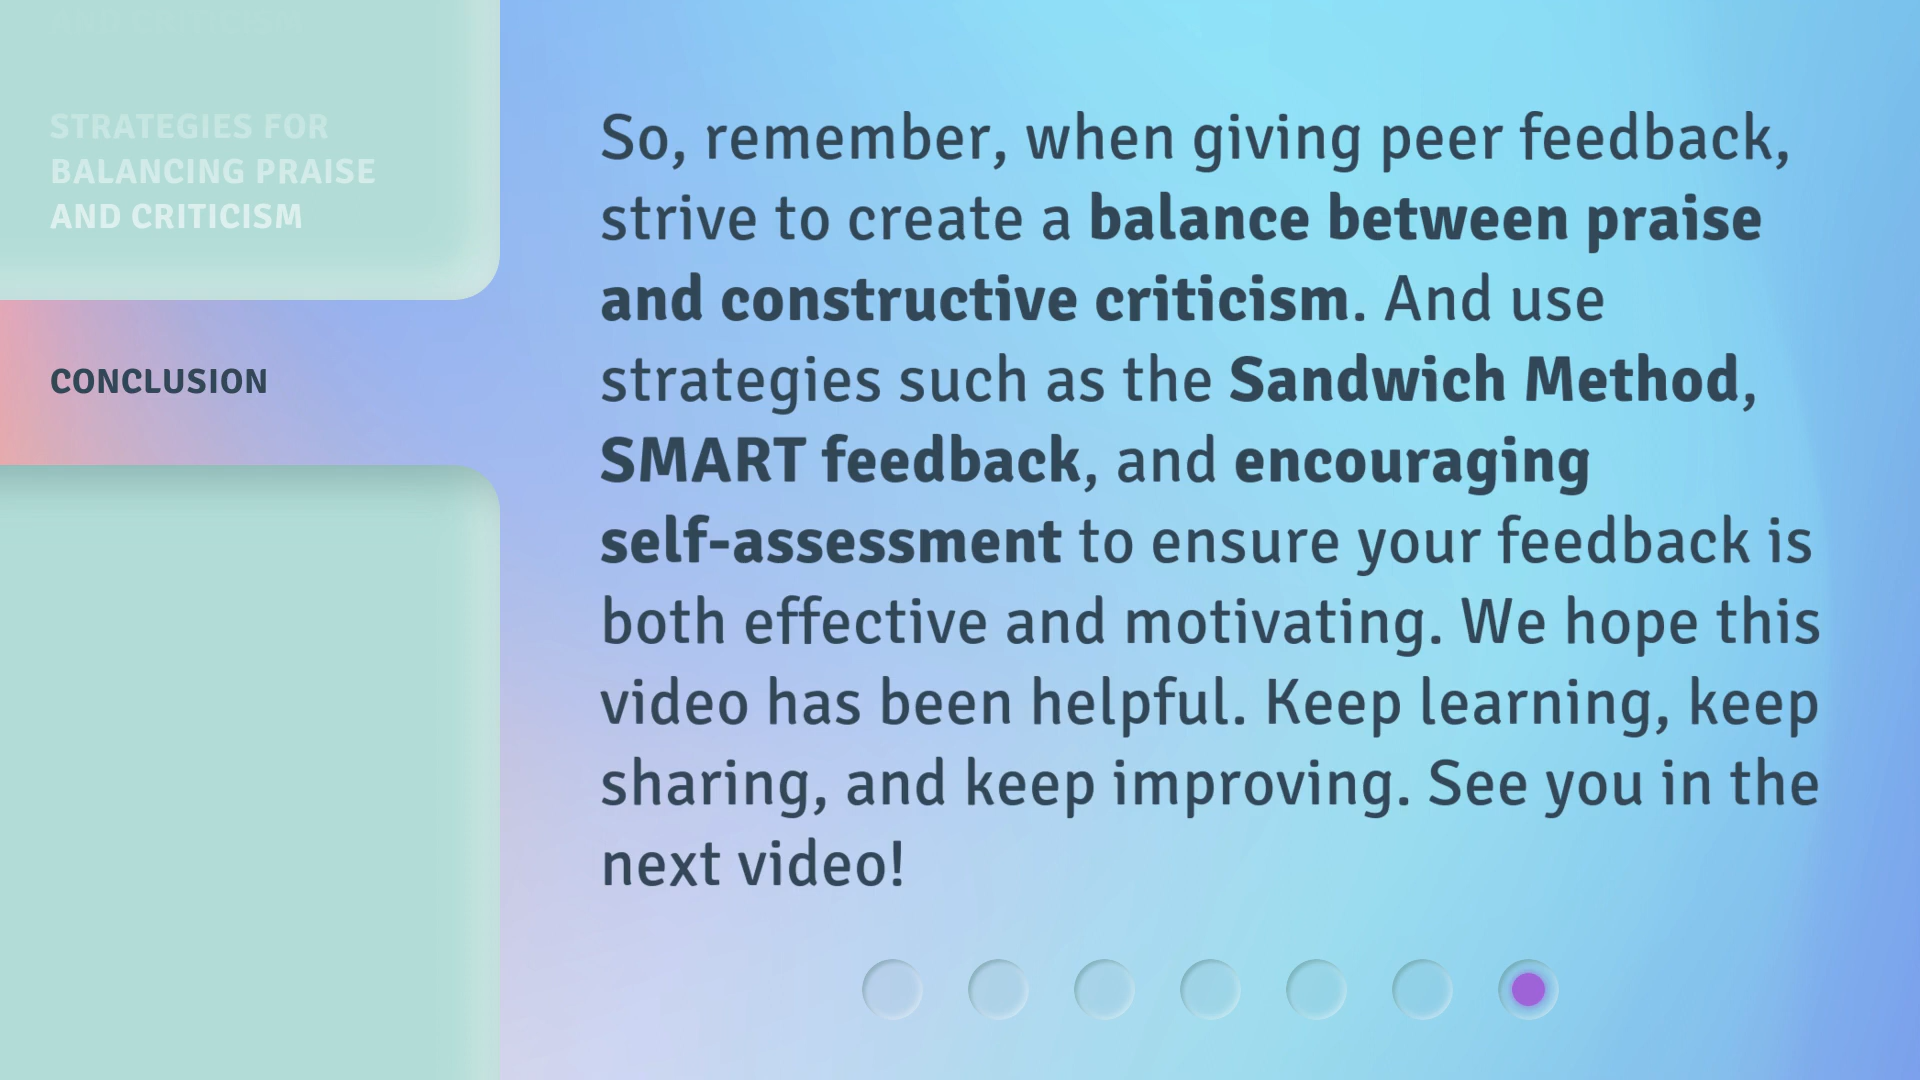 AND CRITICISM
STRATEGIES FOR
BALANCING PRAISE
AND CRITICISM
CONCLUSION
So, remember, when giving peer feedback,
strive to create a balance between praise
and constructive criticism. And use
strategies such as the Sandwich Method,
SMART feedback, and encouraging
self-assessment to ensure your feedback is
both effective and motivating. We hope this
video has been helpful. Keep learning, keep
sharing, and keep improving. See you in the
next video!